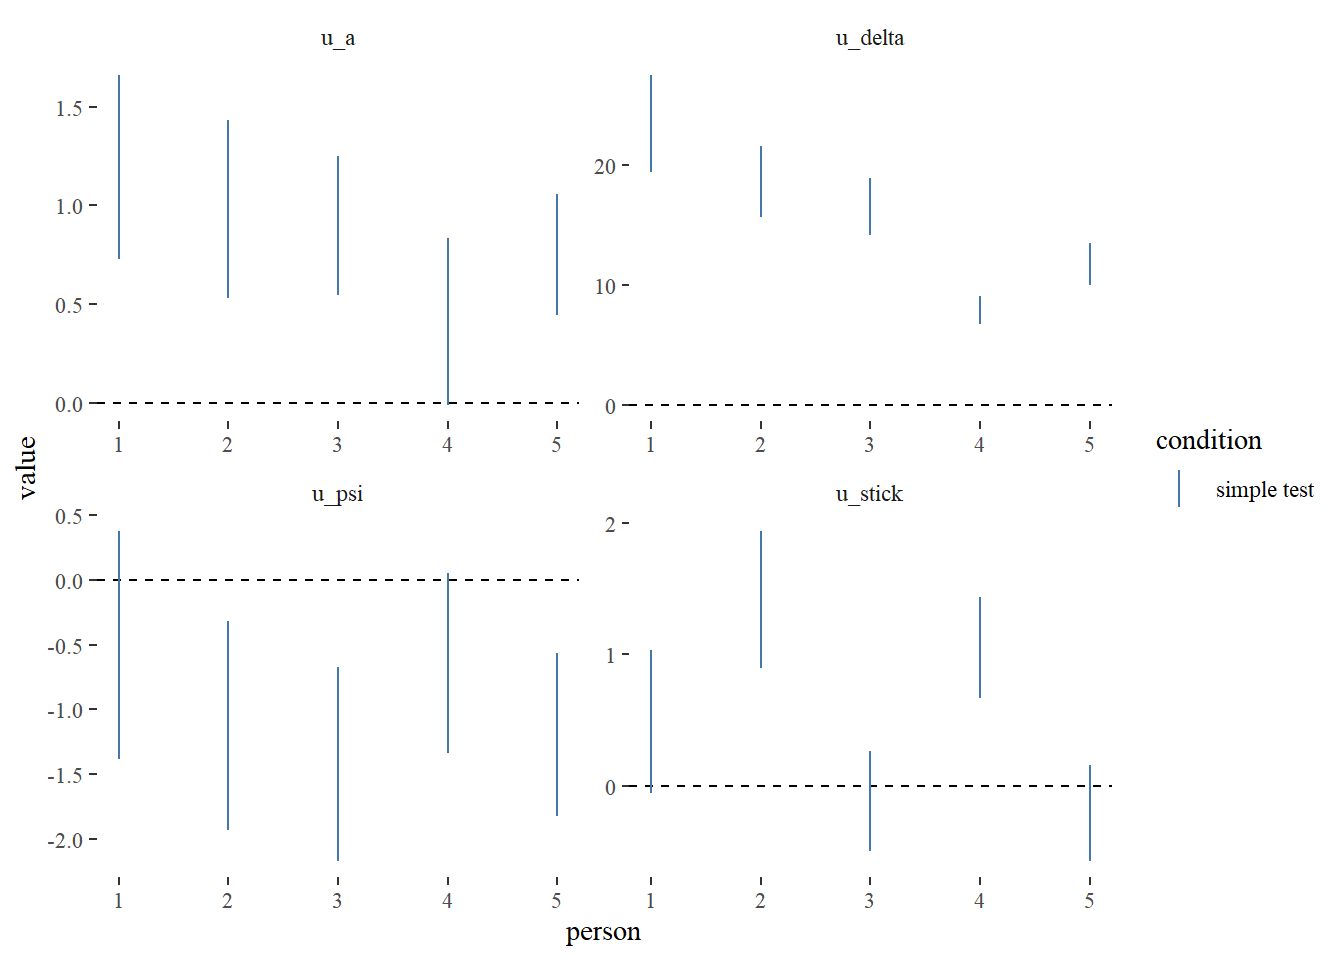 u_a
u_delta
1.5
1.0
0.5
0.0
20
10
0
1 2 3 4 5
1 2 3 4 5
condition
simple test
value
u_psi
u_stick
0.5
0.0
-0.5
-1.0
-1.5
-2.0
2
1
0
1 2 3 4 5
1 2 3 4 5
person